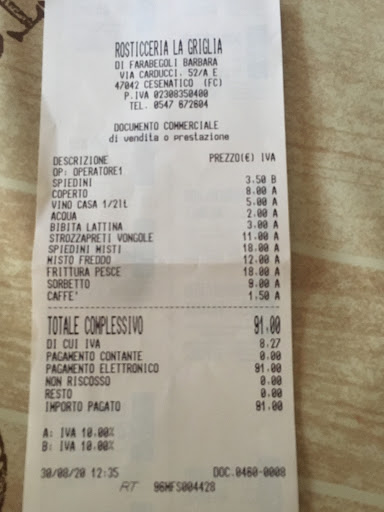 ROSTICCERIA LA GRIGLIA
DI FARABEGOLI BARBARA
VIA CARDUCCI. 52/A E
47042 CESENATICO (FC)
P.IVA 02308350400
TEL. 0547 672604
DOCUMENTO COMMERCIALE
di vendita o prestazione
DESCRIZIONE PREZZO(€) IVA
OP: OPERATORE1
SPIEDINI 3.50 B
COPERTO 8.00 A
VINO CASA 1/2lt 5.00 A
ACQUA 2.00 A
BIBITA LATTINA 3.00 A
STROZZAPRETI VONGOLE 11.00 A
SPIEDINI MISTI 18.00 A
MISTO FREDDO 12.00 A
FRITTURA PESCE 18.00 A
SORBETTO 9.00 A
CAFFE' 1.50 A
TOTALE COMPLESSIVO 91.00
DI CUI IVA 8.27
PAGAMENTO CONTANTE 0.00
PAGAMENTO ELETTRONICO 91.00
NON RISCOSSO 0.00
RESTO 0.00
IMPORTO PAGATO 91.00
A: IVA 10.00%
B: IVA 10.00%
30/08/20 12:35 DOC.0460-0008
RT 96MFS004428